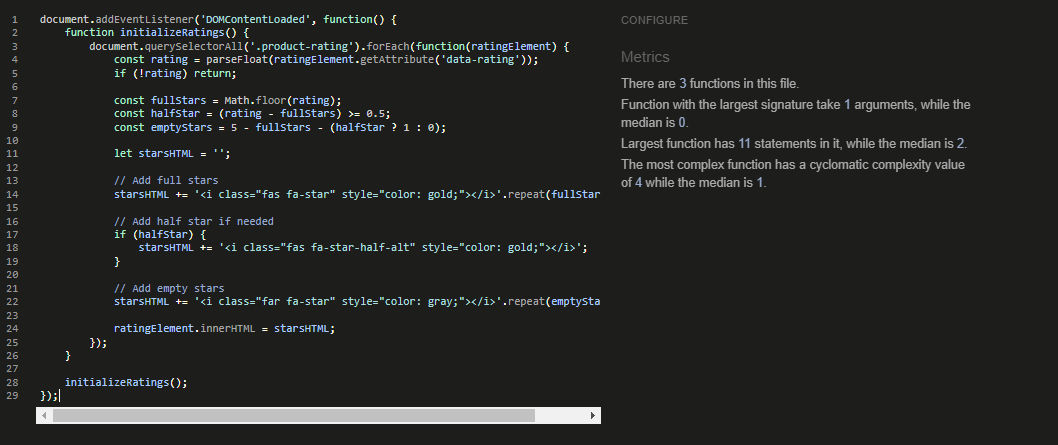 1 document.addEventListener('DOMContentLoaded', function() {
2 function initializeRatings() {
3 document.querySelectorAll('.product-rating').forEach(function(ratingElement) {
4 const rating = parseFloat(ratingElement.getAttribute('data-rating'));
5 if (!rating) return;
6
7 const fullStars = Math.floor(rating);
8 const halfStar = (rating - fullStars) >= 0.5;
9 const emptyStars = 5 - fullStars - (halfStar ? 1 : 0);
10
11 let starsHTML = '';
12
13 // Add full stars
14 starsHTML += '<i class="fas fa-star" style="color: gold;"></i>'.repeat(fullStar
15
16 // Add half star if needed
17 if (halfStar) {
18 starsHTML += '<i class="fas fa-star-half-alt" style="color: gold;"></i>';
19 }
20
21 // Add empty stars
22 starsHTML += '<i class="far fa-star" style="color: gray;"></i>'.repeat(emptySta
23
24 ratingElement.innerHTML = starsHTML;
25 });
26 }
27
28 initializeRatings();
29 });
CONFIGURE
Metrics
There are 3 functions in this file.
Function with the largest signature take 1 arguments, while the
median is 0.
Largest function has 11 statements in it, while the median is 2.
The most complex function has a cyclomatic complexity value
of 4 while the median is 1.